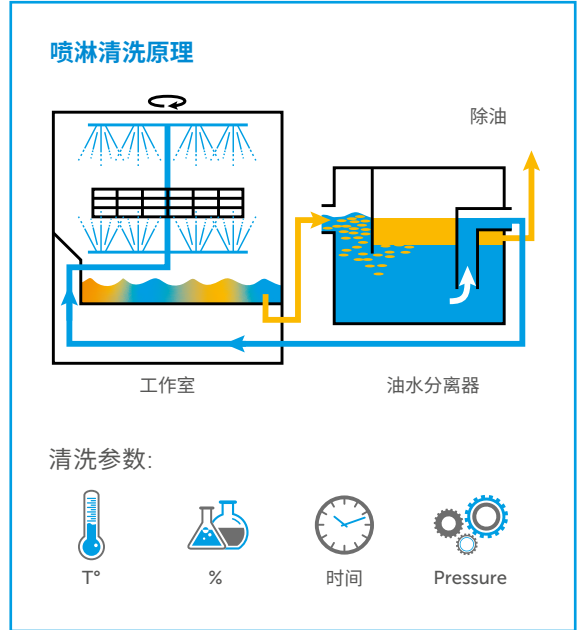 喷淋清洗原理
除油
工作室
油水分离器
清洗参数:
T°
%
时间
Pressure